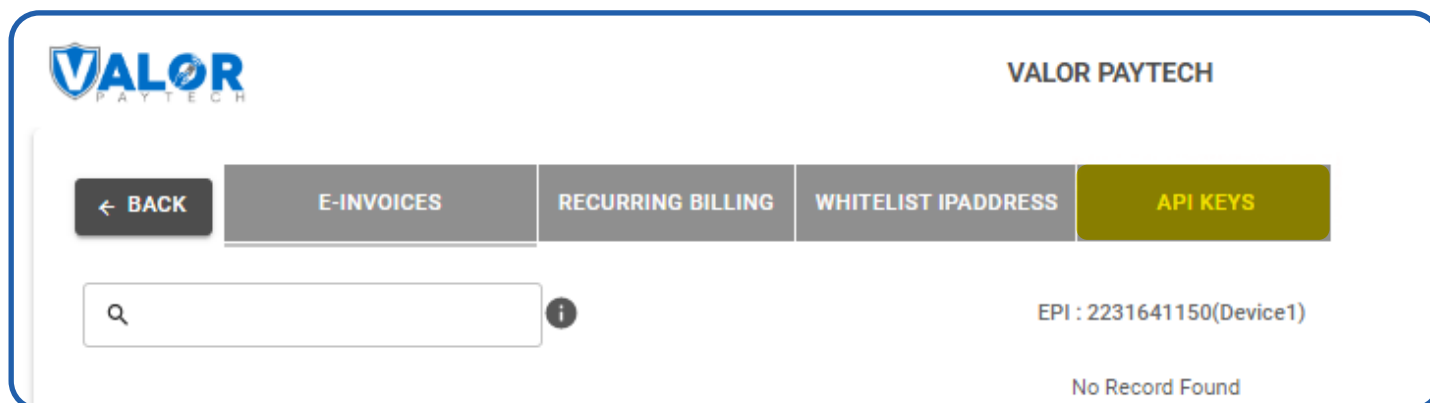 VALOR
PAYTECH
VALOR PAYTECH
← BACK
E-INVOICES
RECURRING BILLING
WHITELIST IPADDRESS
API KEYS
EPI : 2231641150(Device1)
No Record Found